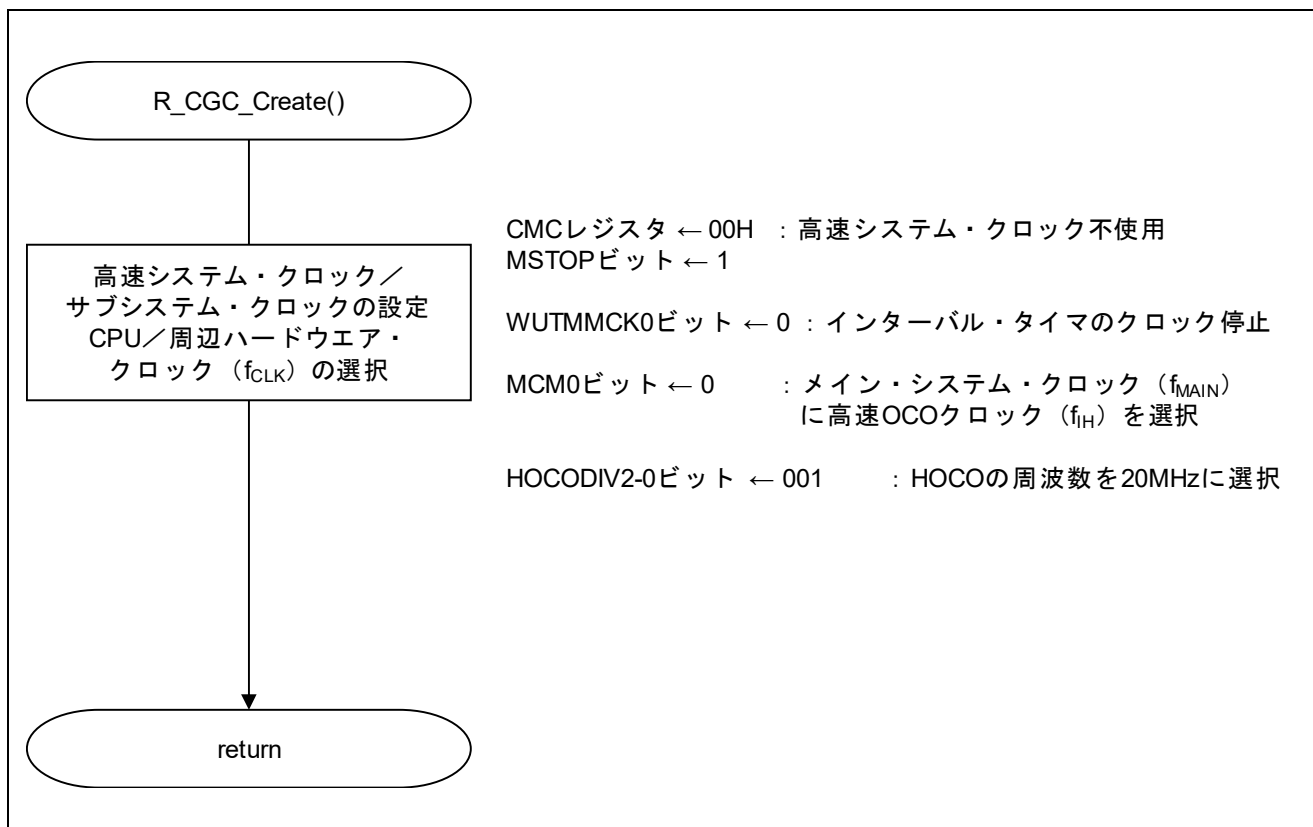 R_CGC_Create()
高速システム・クロック／
サブシステム・クロックの設定
CPU／周辺ハードウエア・
クロック（fCLK）の選択
CMCレジスタ ← 00H ：高速システム・クロック不使用
MSTOPビット ← 1
WUTMMCK0ビット ← 0 ：インターバル・タイマのクロック停止
MCM0ビット ← 0 ：メイン・システム・クロック（fMAIN）
に高速OCOクロック（fIH）を選択
HOCODIV2-0ビット ← 001 ：HOCOの周波数を20MHzに選択
return